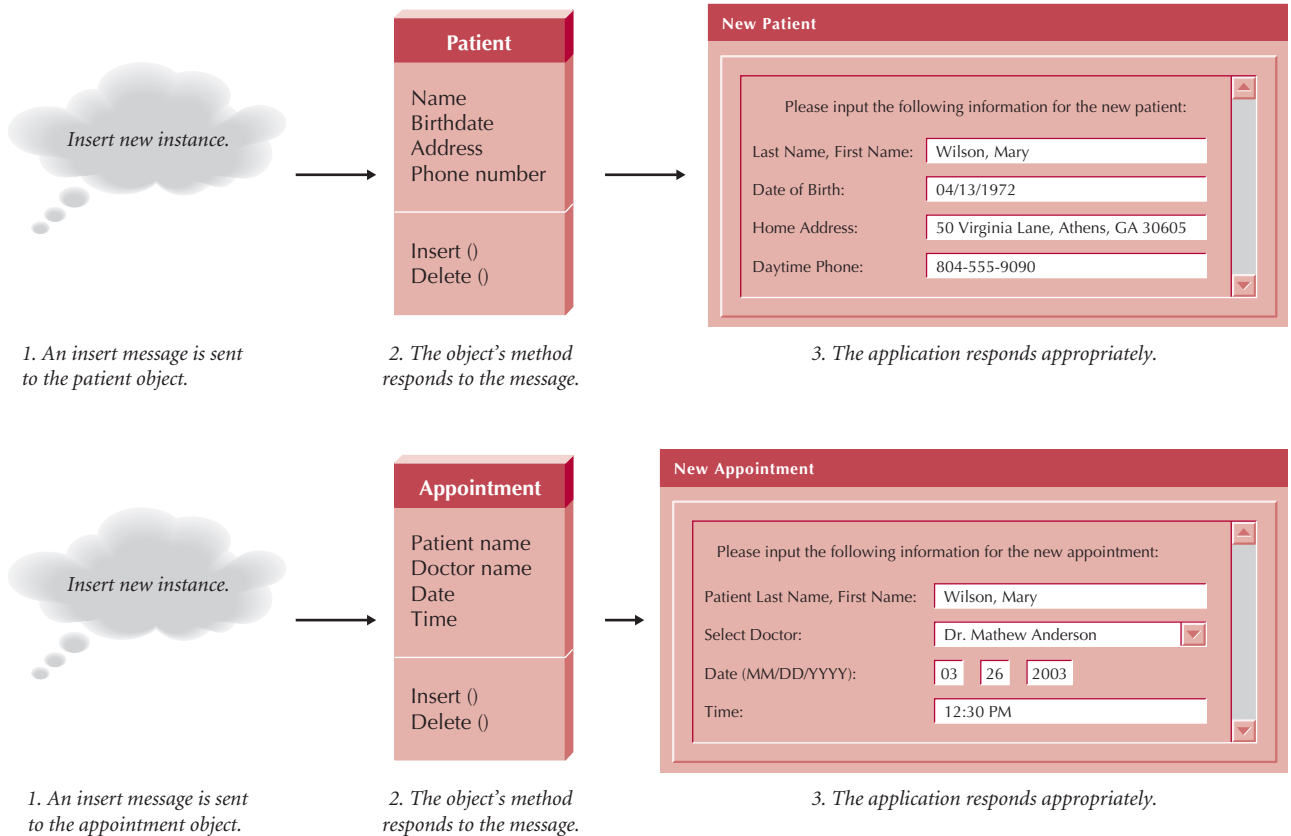 Insert new instance.
Patient
Name
Birthdate
Address
Phone number
Insert ()
Delete ()
New Patient
Please input the following information for the new patient:
Last Name, First Name: Wilson, Mary
Date of Birth: 04/13/1972
Home Address: 50 Virginia Lane, Athens, GA 30605
Daytime Phone: 804-555-9090
1. An insert message is sent
to the patient object.
2. The object's method
responds to the message.
3. The application responds appropriately.
Insert new instance.
Appointment
Patient name
Doctor name
Date
Time
Insert ()
Delete ()
New Appointment
Please input the following information for the new appointment:
Patient Last Name, First Name: Wilson, Mary
Select Doctor: Dr. Mathew Anderson
Date (MM/DD/YYYY): 03 26 2003
Time: 12:30 PM
1. An insert message is sent
to the appointment object.
2. The object's method
responds to the message.
3. The application responds appropriately.